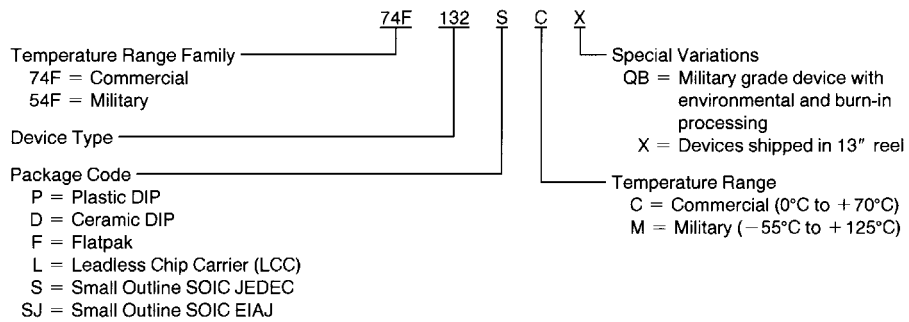 74F 132 S C X
Temperature Range Family
74F = Commercial
54F = Military
Device Type
Package Code
P = Plastic DIP
D = Ceramic DIP
F = Flatpak
L = Leadless Chip Carrier (LCC)
S = Small Outline SOIC JEDEC
SJ = Small Outline SOIC EIAJ
Special Variations
QB = Military grade device with
environmental and burn-in
processing
X = Devices shipped in 13″ reel
Temperature Range
C = Commercial (0°C to +70°C)
M = Military (−55°C to +125°C)